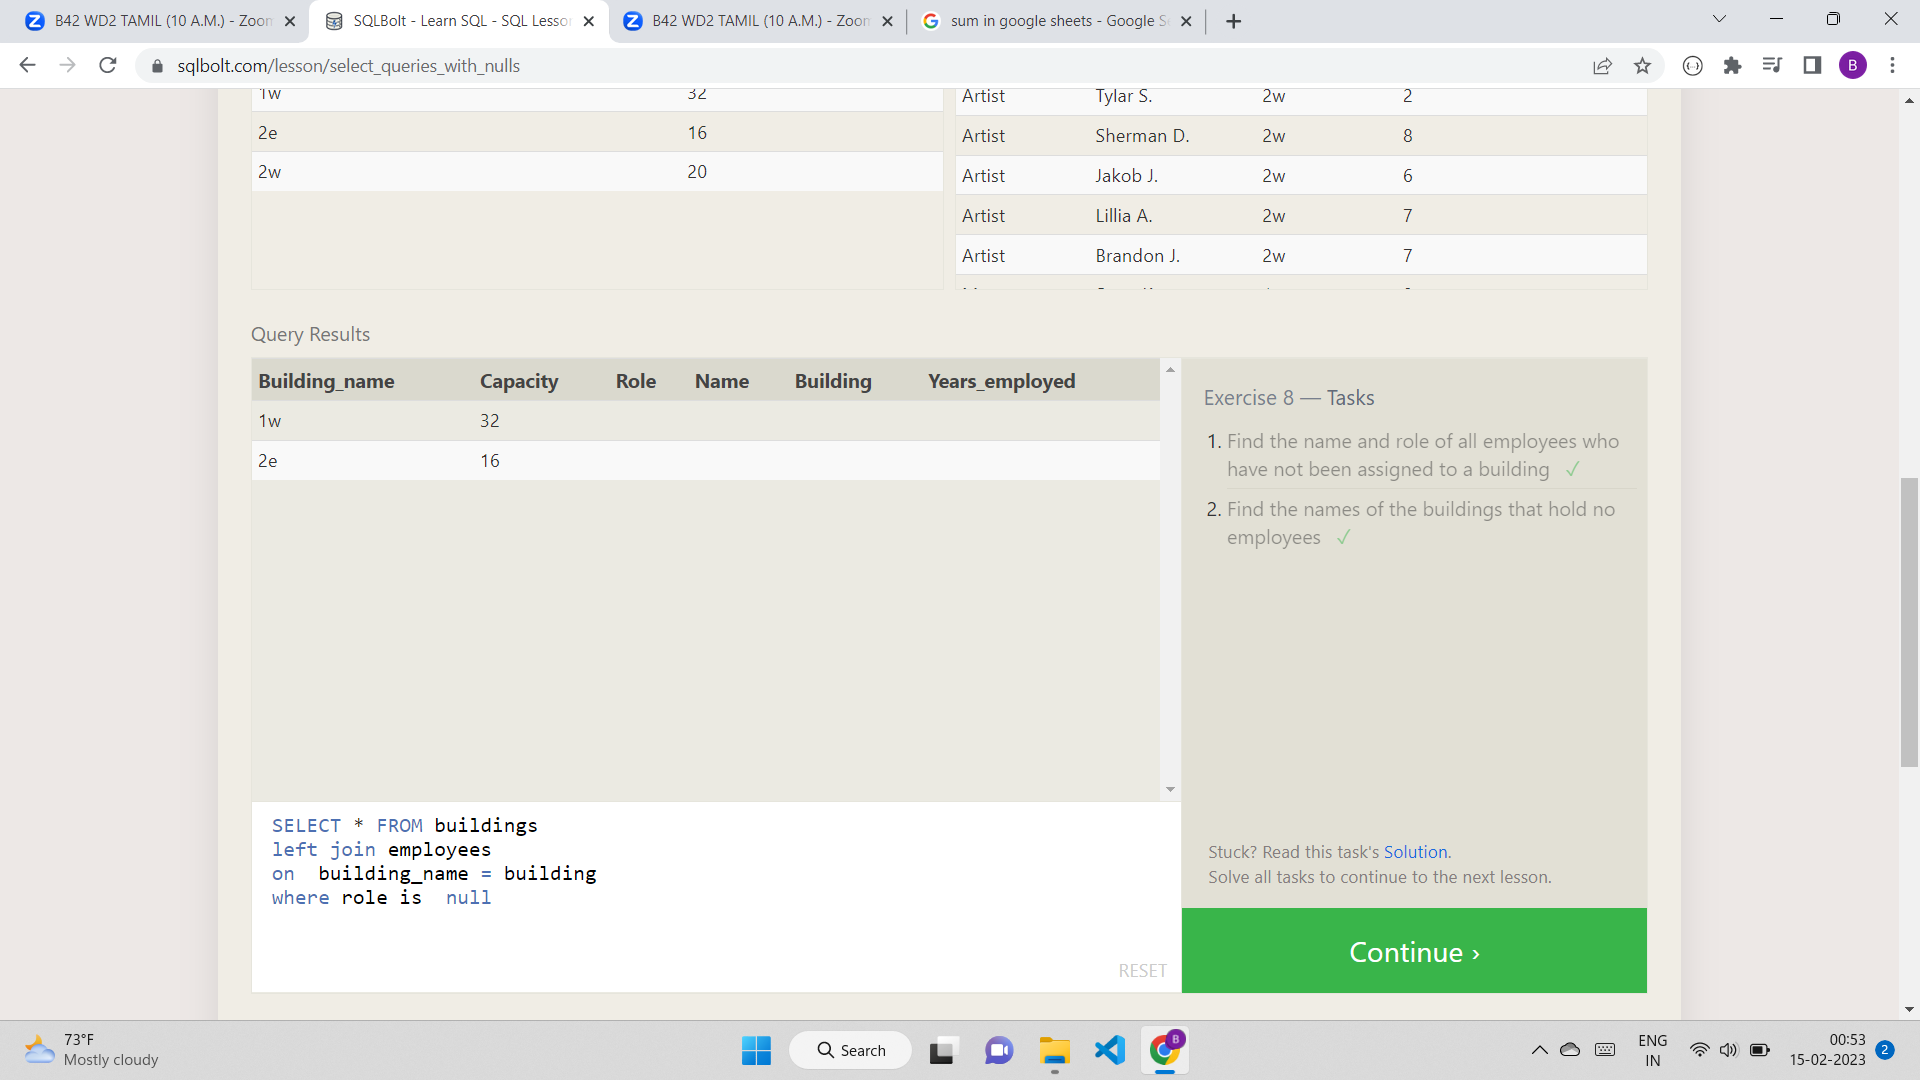 B42 WD2 TAMIL (10 A.M.) - Zoom
SQLBolt - Learn SQL - SQL Lesson
B42 WD2 TAMIL (10 A.M.) - Zoom
sum in google sheets - Google Se
sqlbolt.com/lesson/select_queries_with_nulls
B
1w 32
2e 16
2w 20
Artist Tylar S. 2w 2
Artist Sherman D. 2w 8
Artist Jakob J. 2w 6
Artist Lillia A. 2w 7
Artist Brandon J. 2w 7
Query Results
Building_name Capacity Role Name Building Years_employed
1w 32
2e 16
Exercise 8 — Tasks
1. Find the name and role of all employees who
have not been assigned to a building ✓
2. Find the names of the buildings that hold no
employees ✓
SELECT * FROM buildings
left join employees
on  building_name = building
where role is  null
RESET
Stuck? Read this task's Solution.
Solve all tasks to continue to the next lesson.
Continue ›
73°F
Mostly cloudy
Search
B
ENG
IN
00:53
15-02-2023
2